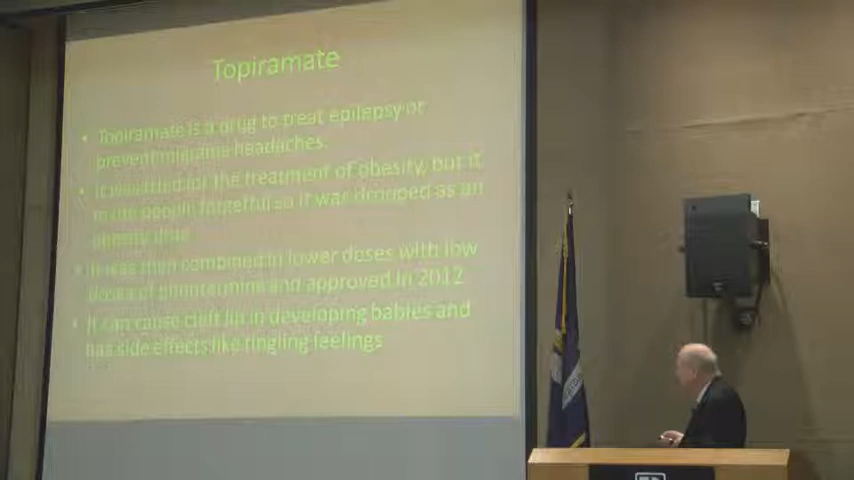 Topiramate
• Topiramate is a drug to treat epilepsy or
prevent migraine headaches.
• It was tried for the treatment of obesity, but it
made people forgetful so it was dropped as an
obesity drug.
• It was then combined in lower doses with low
doses of phentermine and approved in 2012
• It can cause cleft lip in developing babies and
has side effects like tingling feelings